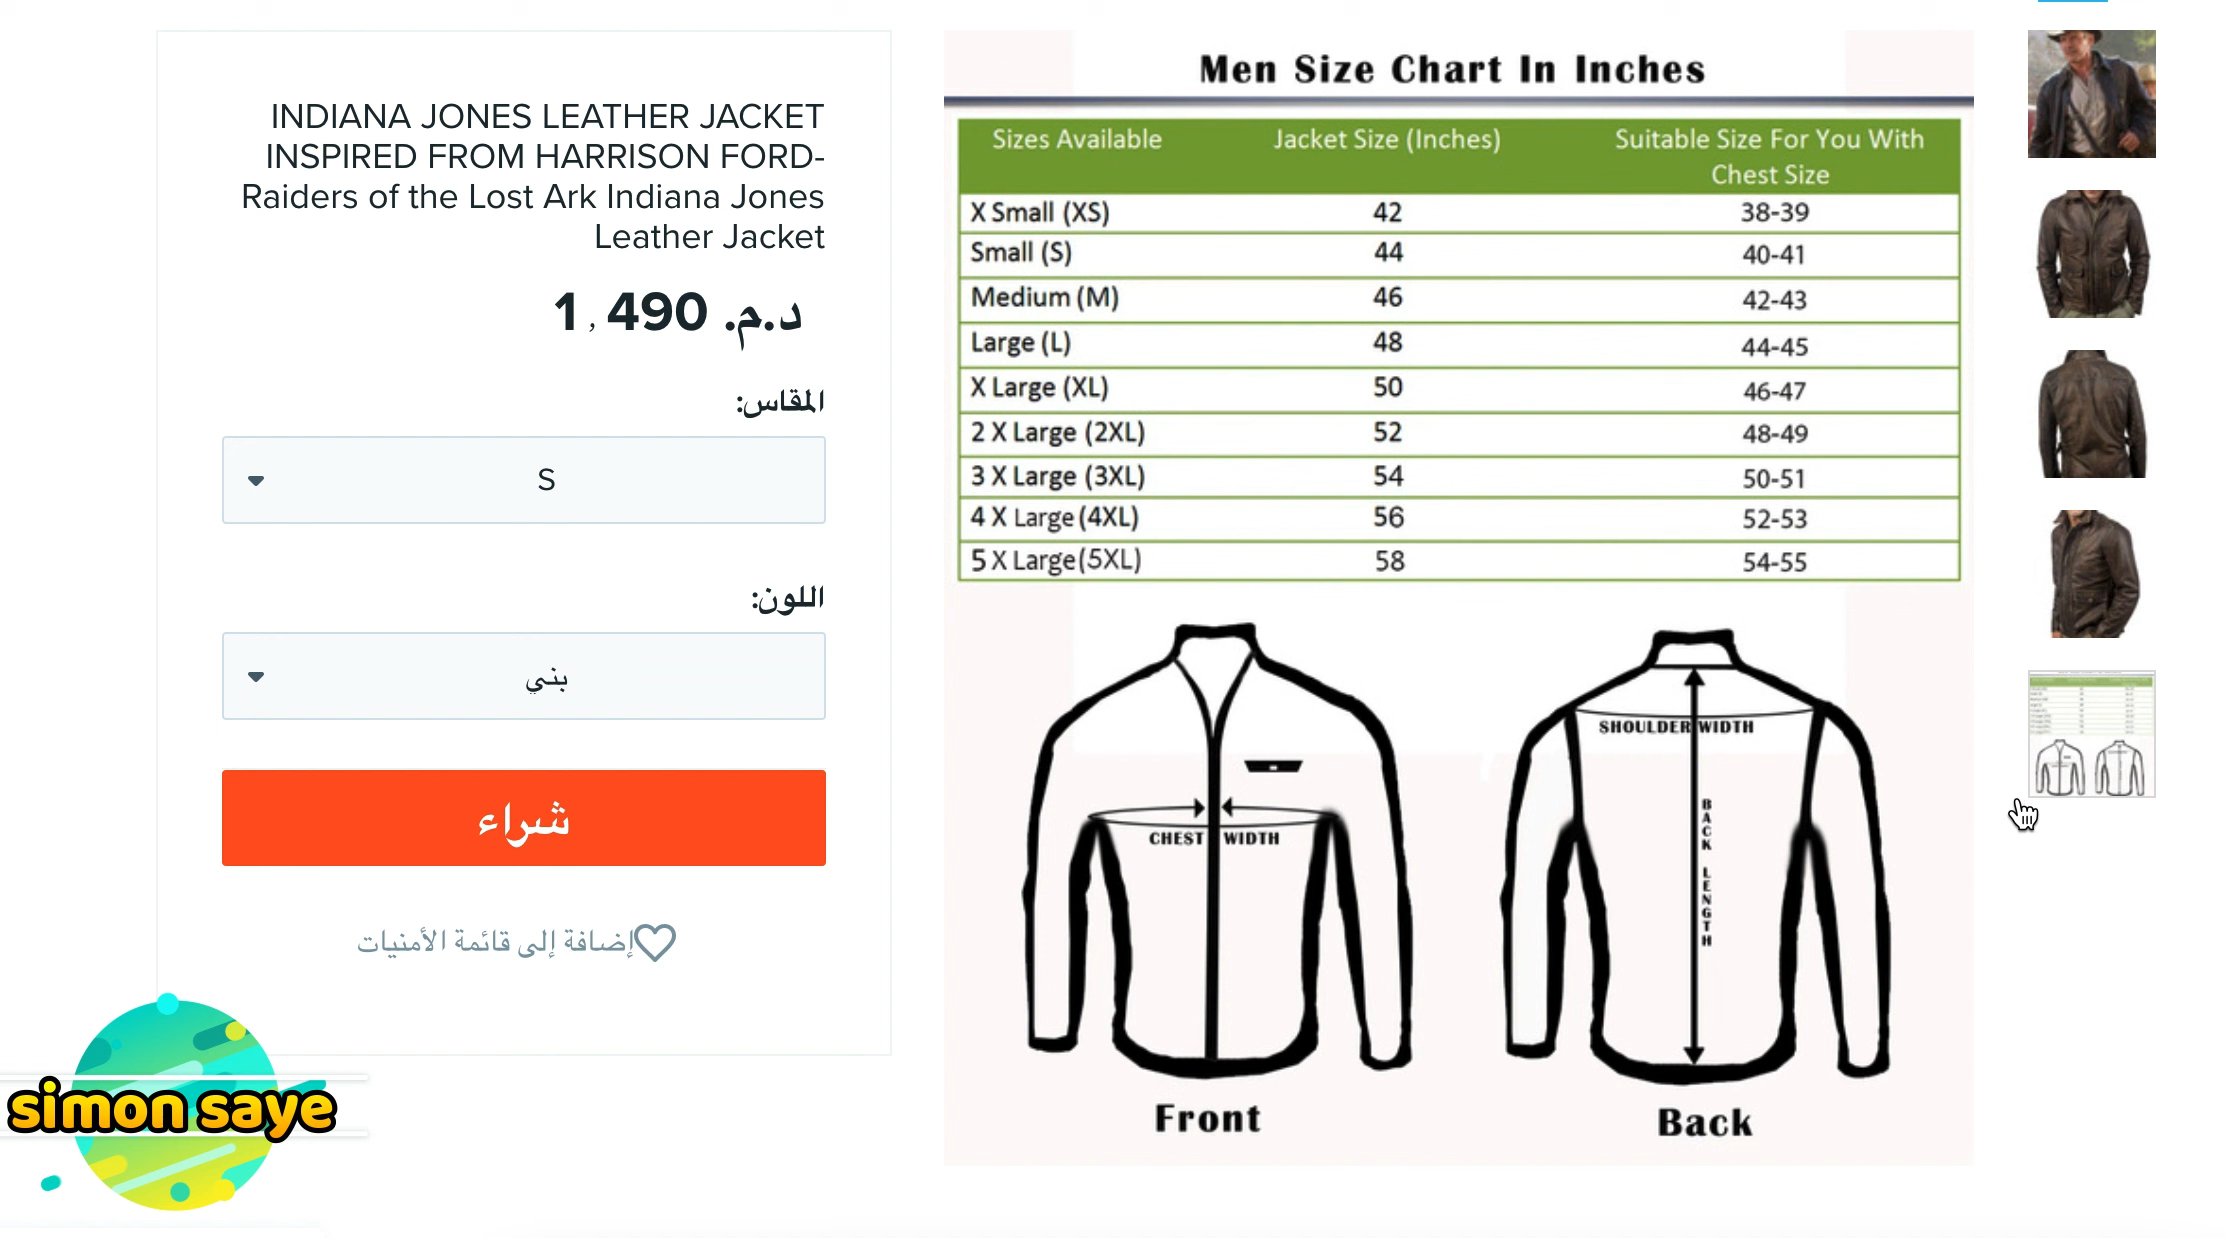 INDIANA JONES LEATHER JACKET
INSPIRED FROM HARRISON FORD-
Raiders of the Lost Ark Indiana Jones
Leather Jacket
د.م. 1,490
المقاس:
S
اللون:
بني
شراء
إضافة إلى قائمة الأمنيات
simon saye
Men Size Chart In Inches
Sizes Available Jacket Size (Inches) Suitable Size For You With
Chest Size
X Small (XS) 42 38-39
Small (S) 44 40-41
Medium (M) 46 42-43
Large (L) 48 44-45
X Large (XL) 50 46-47
2 X Large (2XL) 52 48-49
3 X Large (3XL) 54 50-51
4 X Large (4XL) 56 52-53
5 X Large(5XL) 58 54-55
CHEST WIDTH
Front
SHOULDER WIDTH
BACK LENGTH
Back